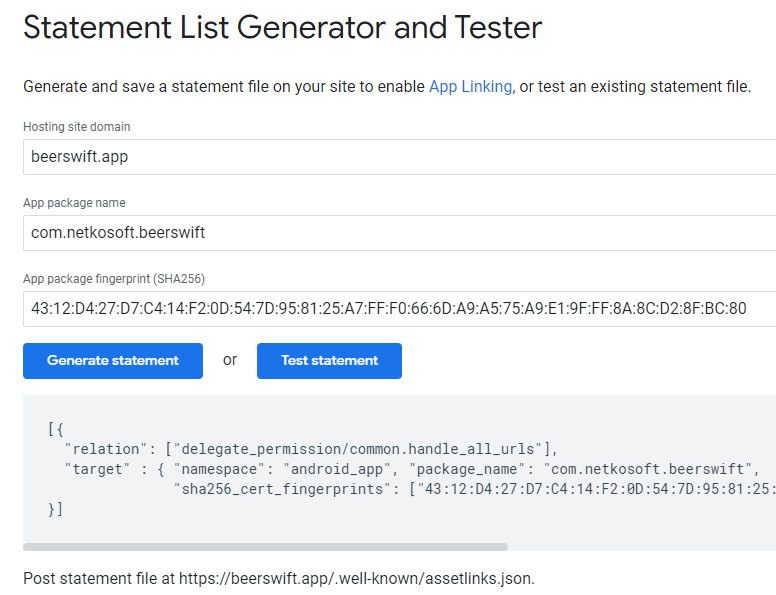 Statement List Generator and Tester
Generate and save a statement file on your site to enable App Linking, or test an existing statement file.
Hosting site domain
beerswift.app
App package name
com.netkosoft.beerswift
App package fingerprint (SHA256)
43:12:D4:27:D7:C4:14:F2:0D:54:7D:95:81:25:A7:FF:F0:66:6D:A9:A5:75:A9:E1:9F:FF:8A:8C:D2:8F:BC:80
Generate statement or Test statement
[{
"relation": ["delegate_permission/common.handle_all_urls"],
"target" : { "namespace": "android_app", "package_name": "com.netkosoft.beerswift",
"sha256_cert_fingerprints": ["43:12:D4:27:D7:C4:14:F2:0D:54:7D:95:81:25:
}]
Post statement file at https://beerswift.app/.well-known/assetlinks.json.